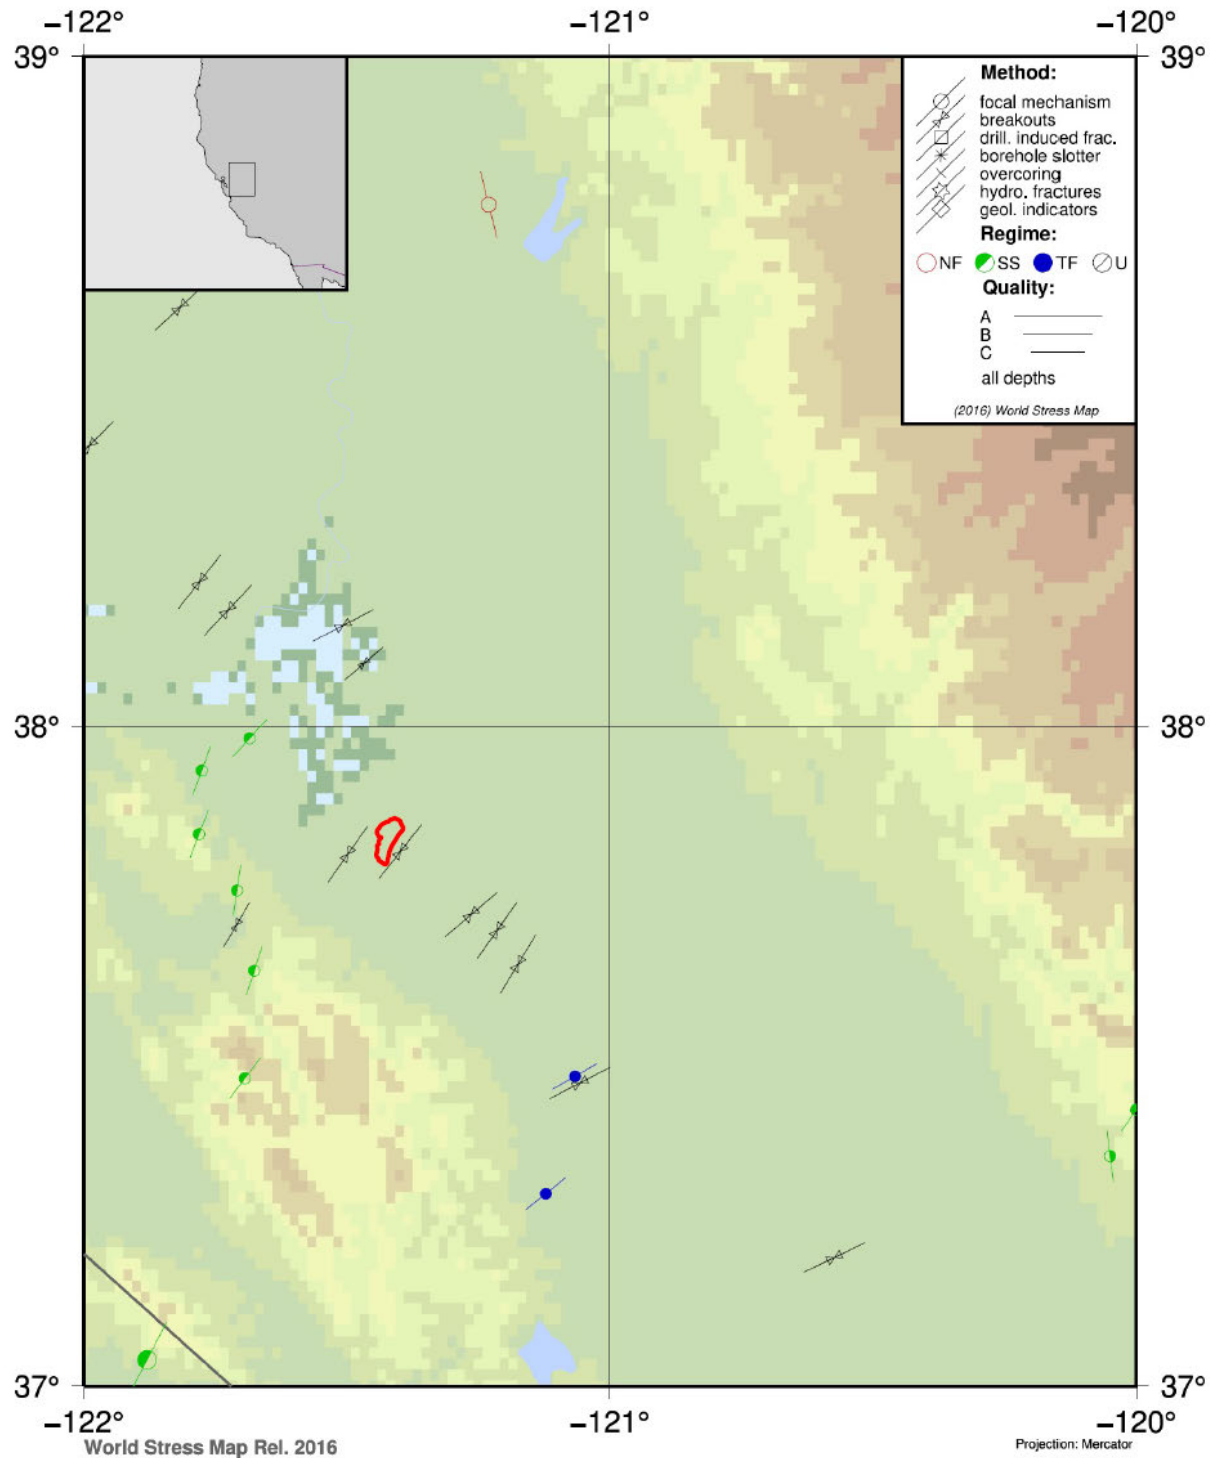 −122° −121° −120°
39° 39°
Method:
focal mechanism
breakouts
drill. induced frac.
borehole slotter
overcoring
hydro. fractures
geol. indicators
Regime:
NF SS TF U
Quality:
A
B
C
all depths
(2016) World Stress Map
38° 38°
37° 37°
−122° −121° −120°
World Stress Map Rel. 2016
Projection: Mercator